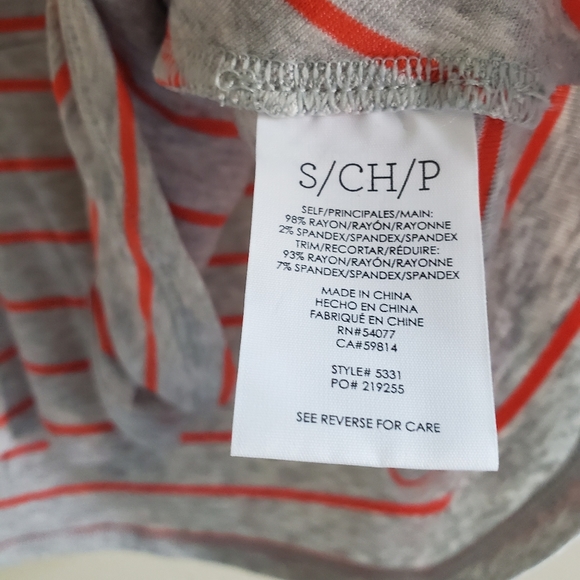 S/CH/P
SELF/PRINCIPALES/MAIN:
98% RAYON/RAYÓN/RAYONNE
2% SPANDEX/SPANDEX/SPANDEX
TRIM/RECORTAR/RÉDUIRE:
93% RAYON/RAYÓN/RAYONNE
7% SPANDEX/SPANDEX/SPANDEX
MADE IN CHINA
HECHO EN CHINA
FABRIQUÉ EN CHINE
RN#54077
CA#59814
STYLE# 5331
PO# 219255
SEE REVERSE FOR CARE